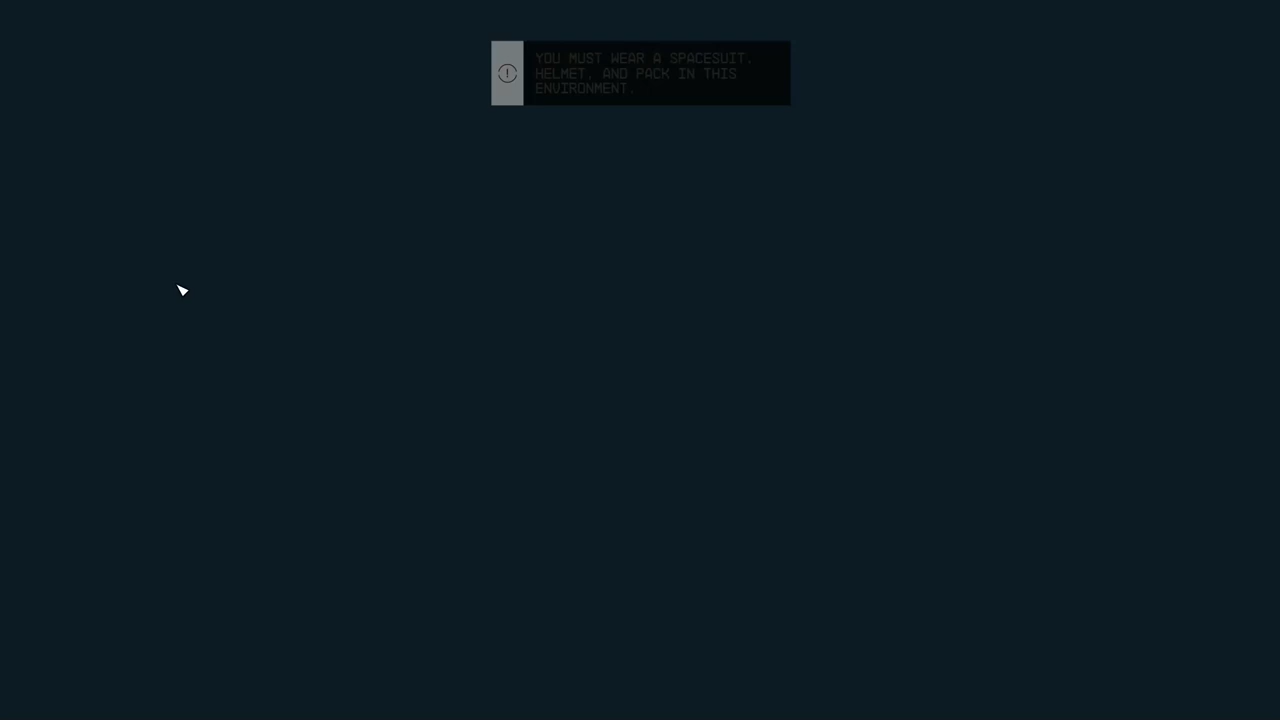 YOU MUST WEAR A SPACESUIT,
HELMET, AND PACK IN THIS
ENVIRONMENT.